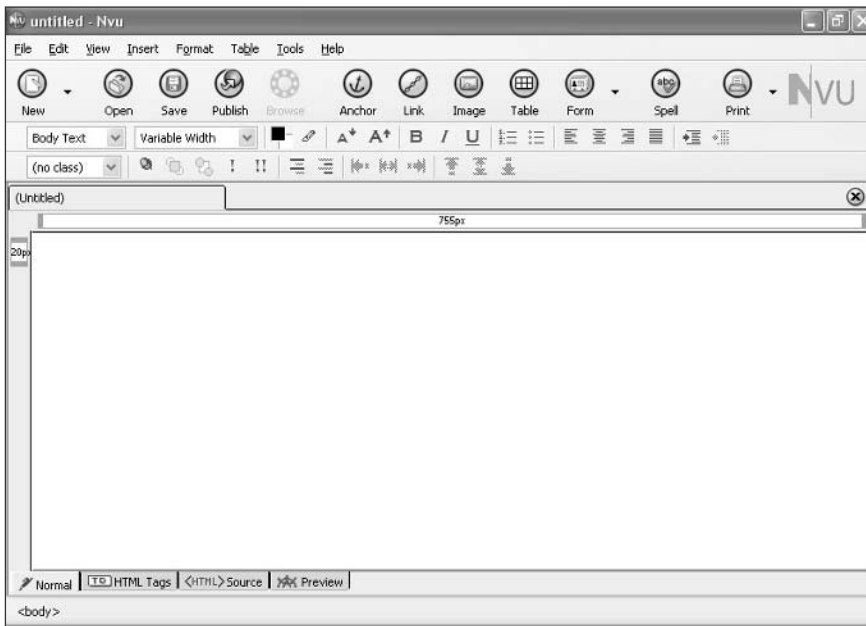 untitled - Nvu
File Edit View Insert Format Table Tools Help
New Open Save Publish Browse Anchor Link Image Table Form Spell Print NVU
Body Text Variable Width B I U
(no class) ! !!
(Untitled)
755px
20px
Normal TD HTML Tags <HTML> Source Preview
<body>